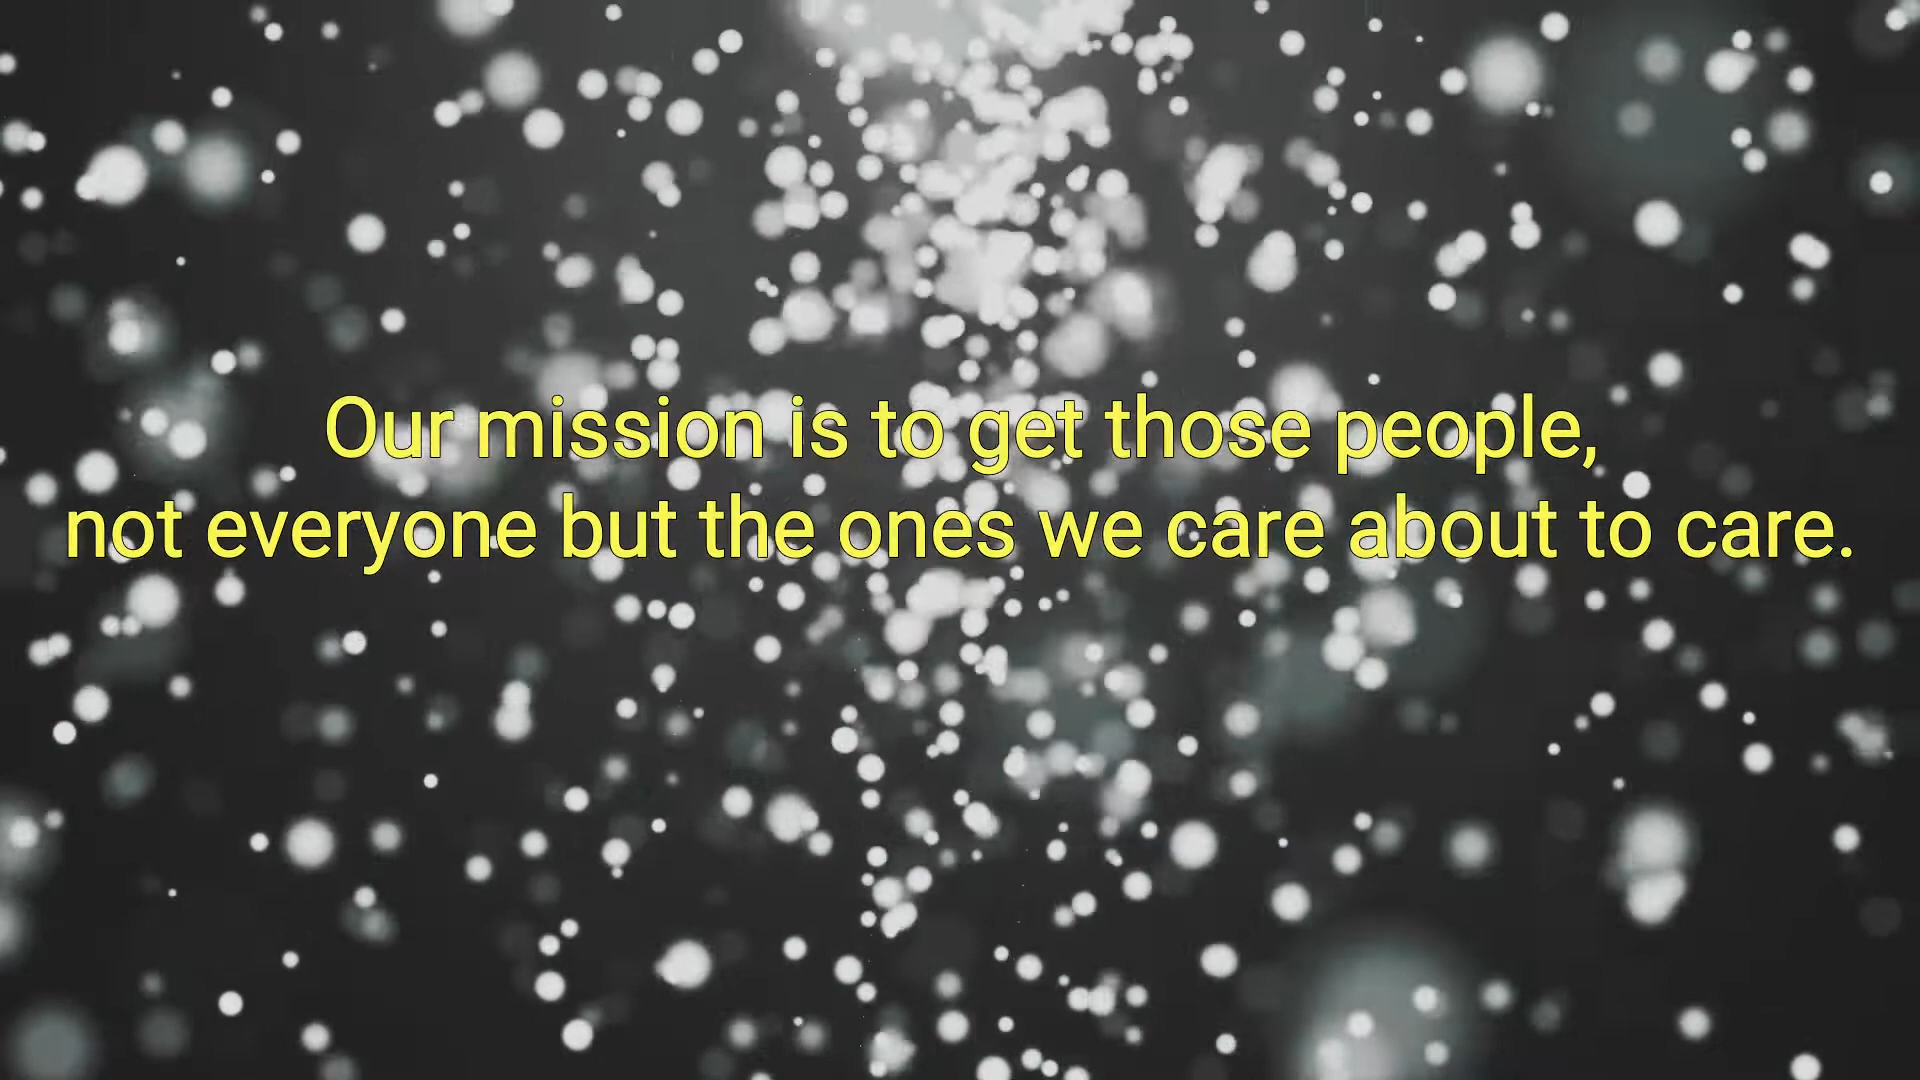 Our mission is to get those people,
not everyone but the ones we care about to care.